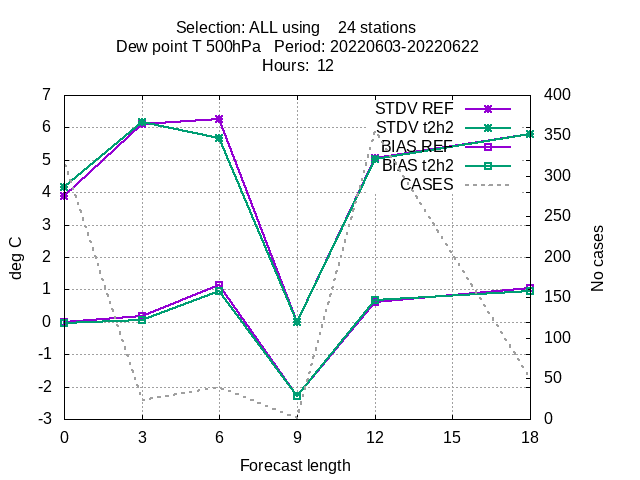 Selection: ALL using    24 stations
Dew point T 500hPa   Period: 20220603-20220622
Hours:  12
STDV REF
STDV t2h2
BIAS REF
BIAS t2h2
CASES
7
6
5
4
3
2
1
0
-1
-2
-3
deg C
400
350
300
250
200
150
100
50
0
No cases
0 3 6 9 12 15 18
Forecast length